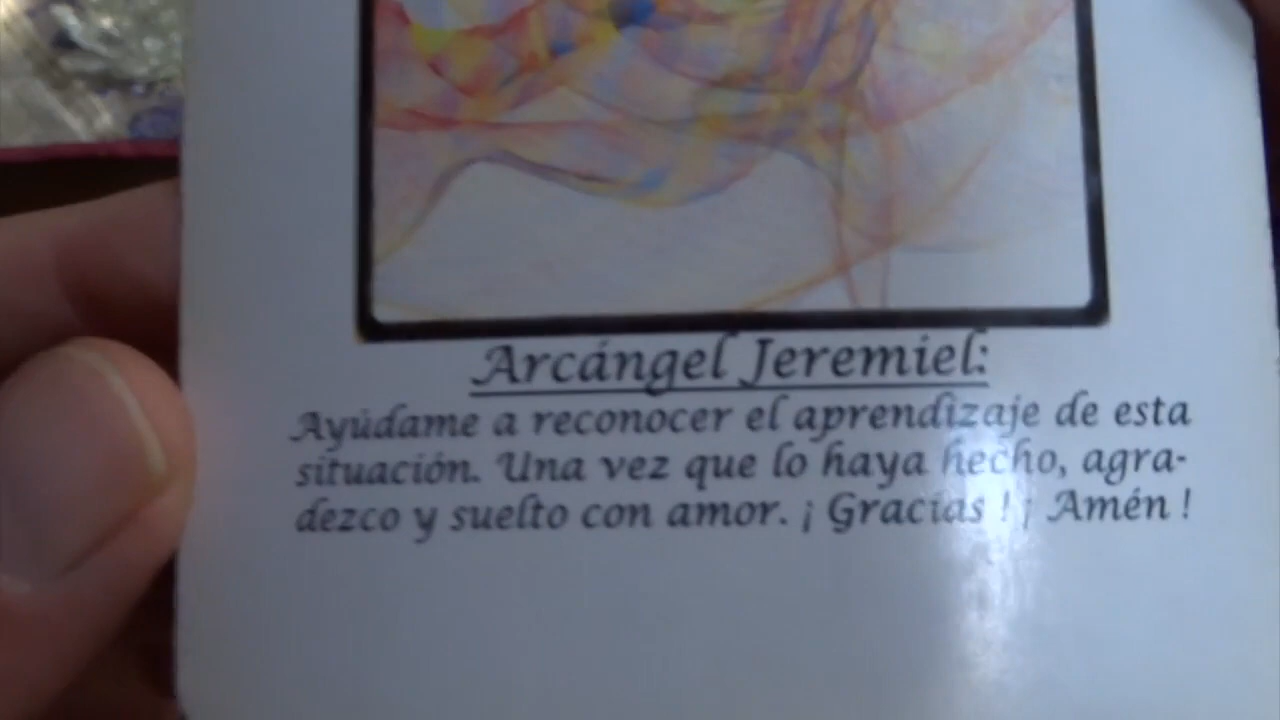 Arcángel Jeremiel:
Ayúdame a reconocer el aprendizaje de esta
situación. Una vez que lo haya hecho, agra-
dezco y suelto con amor. ¡ Gracias ! ¡ Amén !